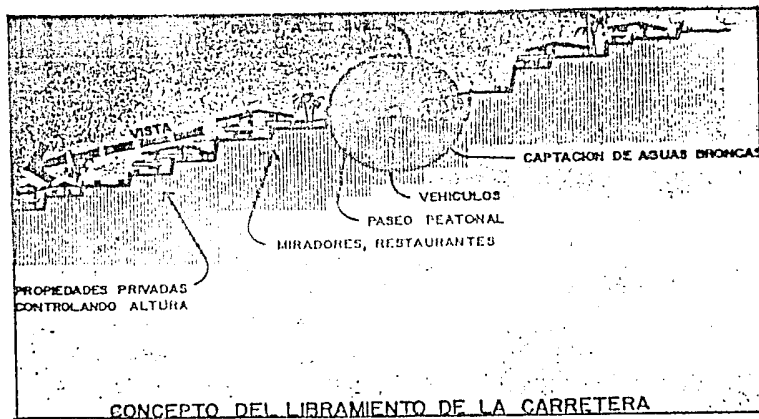 VISTA
CAPTACION DE AGUAS BRONCAS
VEHICULOS
PASEO PEATONAL
MIRADORES, RESTAURANTES
PROPIEDADES PRIVADAS
CONTROLANDO ALTURA
CONCEPTO DEL LIBRAMIENTO DE LA CARRETERA